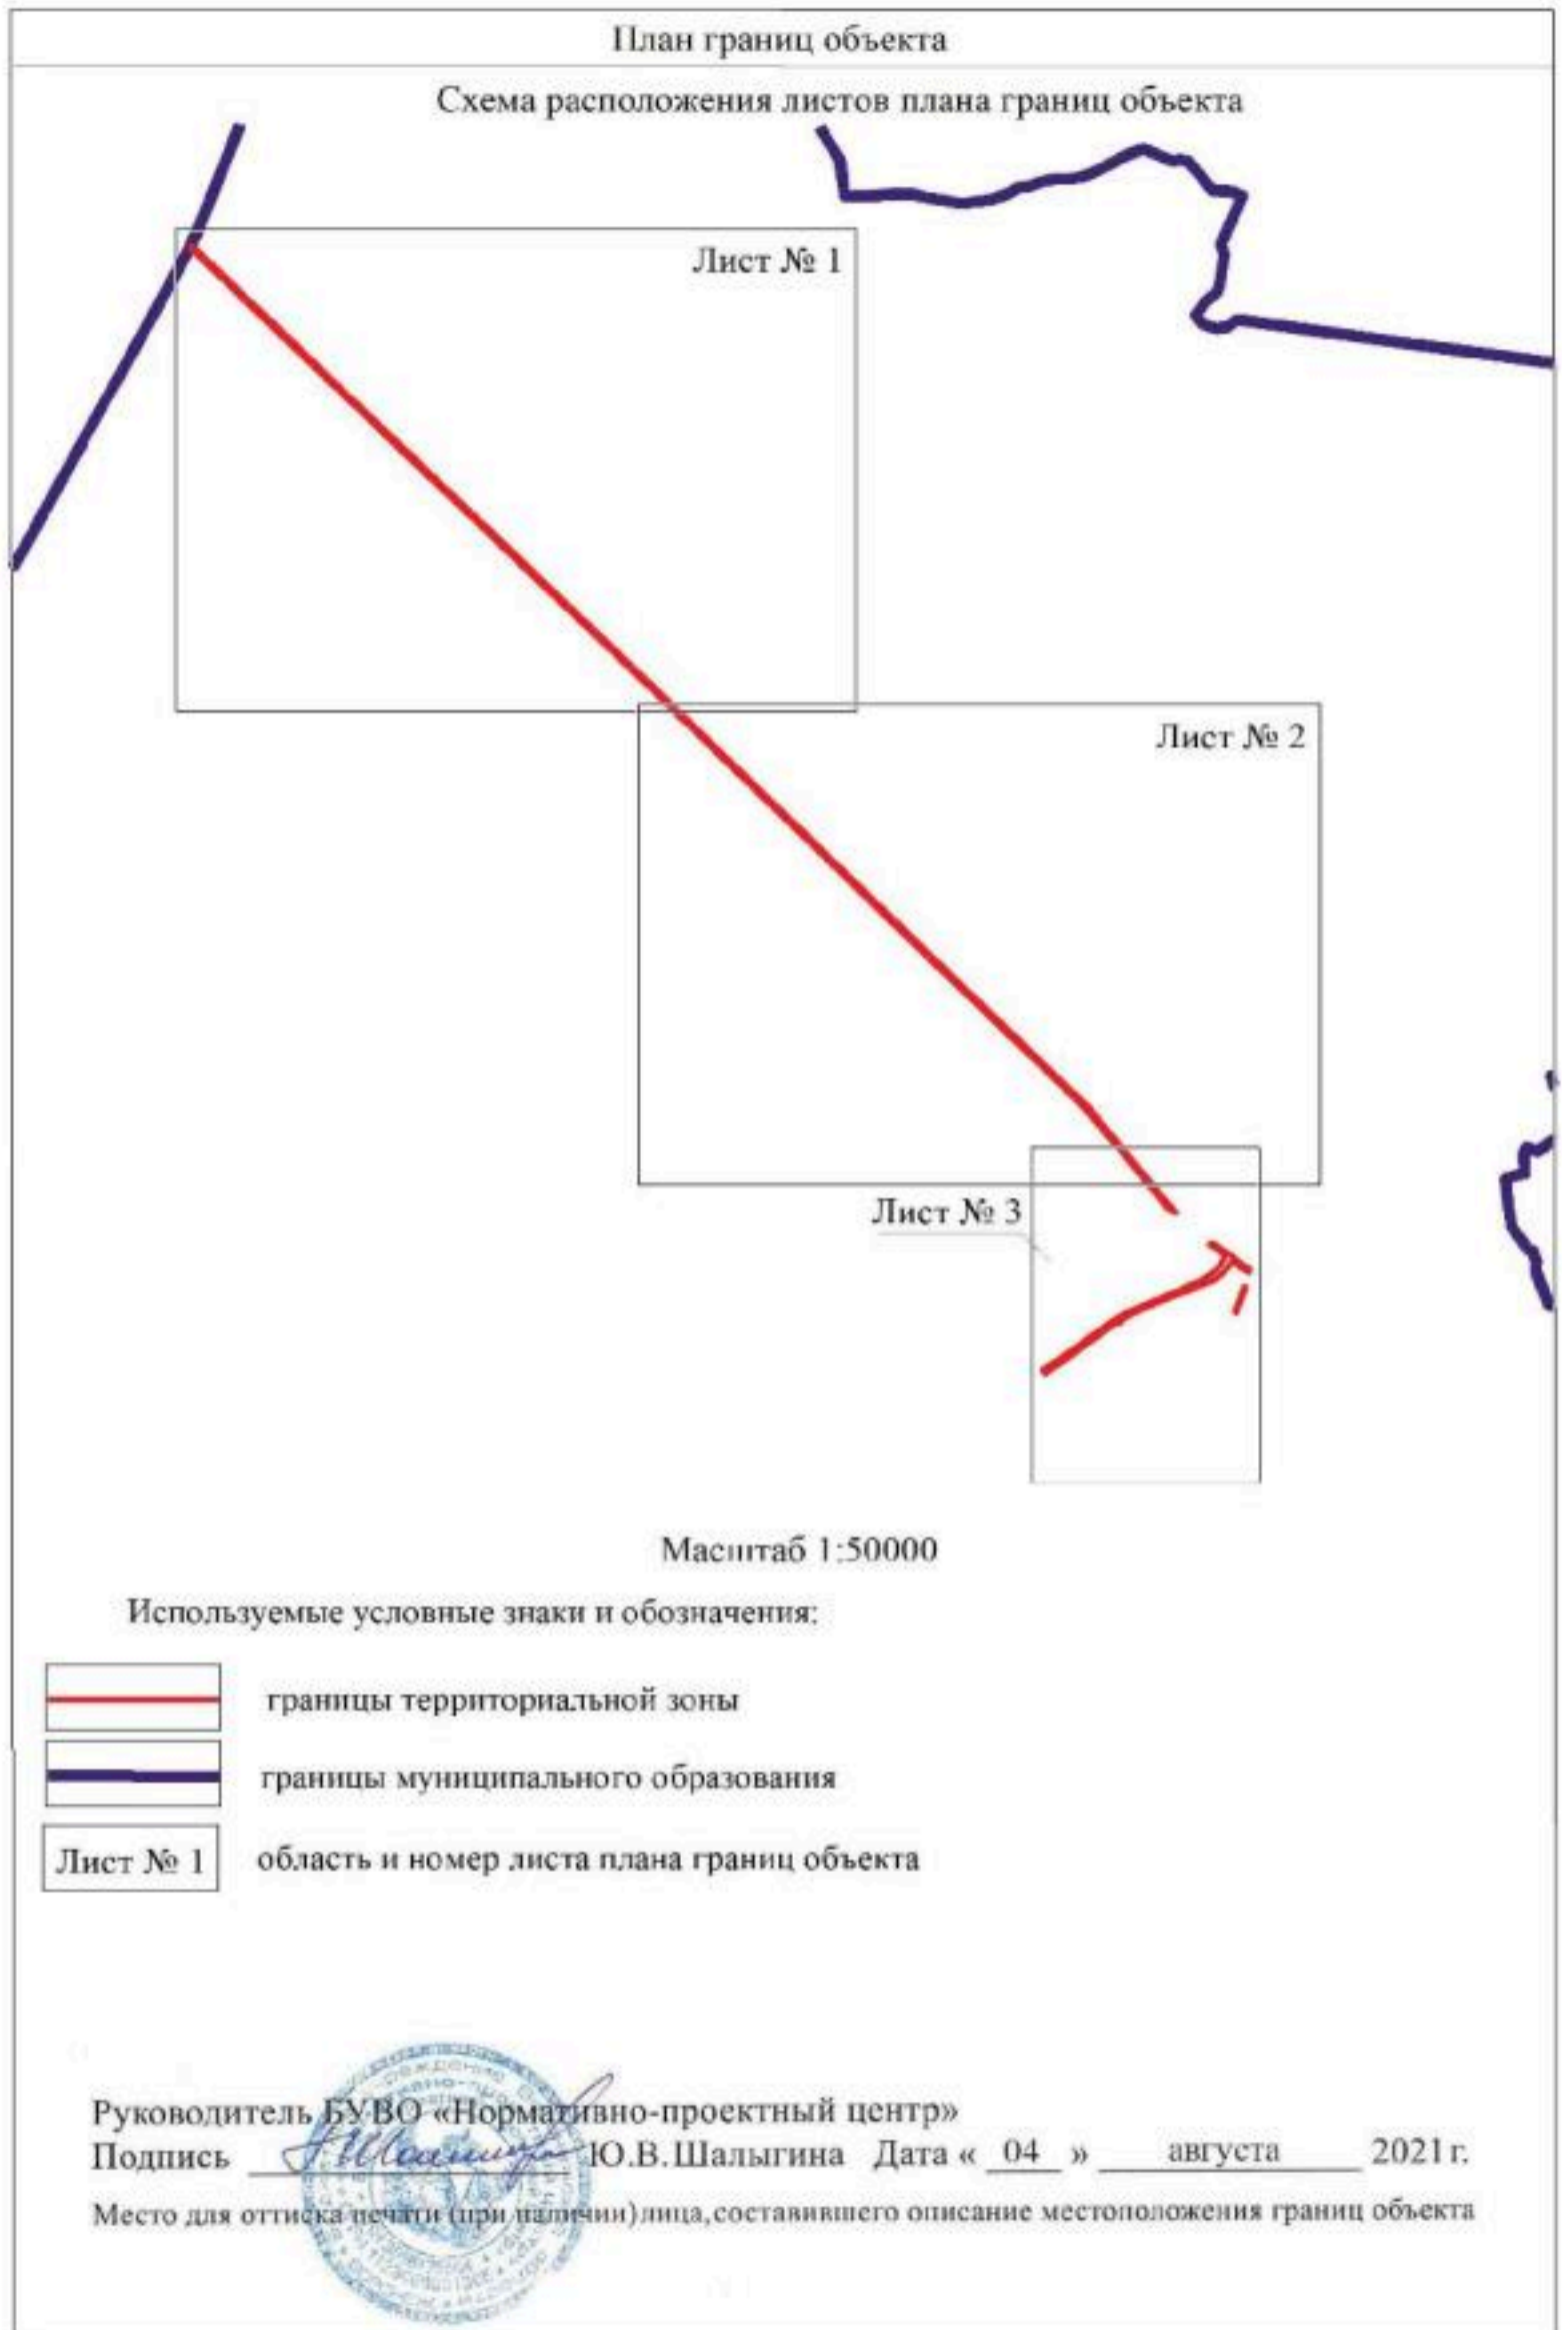 План границ объекта
Схема расположения листов плана границ объекта
Лист № 1
Лист № 2
Лист № 3
Масштаб 1:50000
Используемые условные знаки и обозначения:
границы территориальной зоны
границы муниципального образования
Лист № 1 область и номер листа плана границ объекта
Руководитель БУВО «Нормативно-проектный центр»
Подпись Ю.В.Шалыгина Дата « 04 » августа 2021 г.
Место для оттиска печати (при наличии) лица, составившего описание местоположения границ объекта